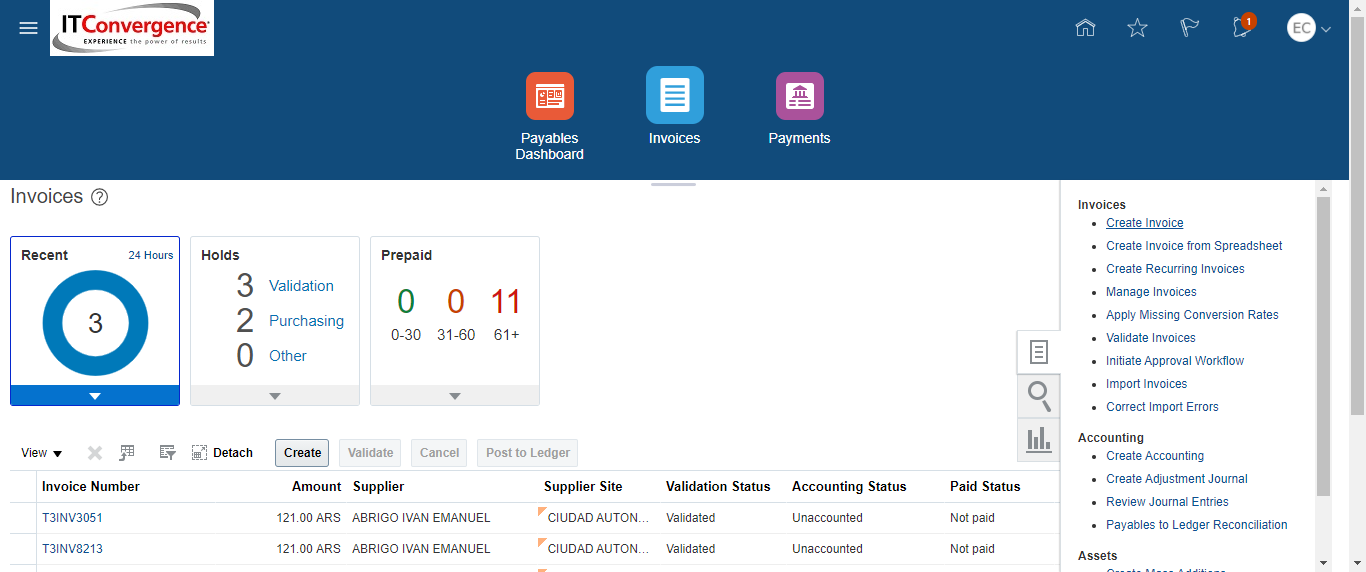 ITConvergence
EXPERIENCE the power of results
1
EC
Payables
Dashboard
Invoices
Payments
Invoices ?
Recent 24 Hours
3
Holds
3 Validation
2 Purchasing
0 Other
Prepaid
0 0 11
0-30 31-60 61+
View Detach Create Validate Cancel Post to Ledger
Invoice Number Amount Supplier Supplier Site Validation Status Accounting Status Paid Status
T3INV3051 121.00 ARS ABRIGO IVAN EMANUEL CIUDAD AUTON... Validated Unaccounted Not paid
T3INV8213 121.00 ARS ABRIGO IVAN EMANUEL CIUDAD AUTON... Validated Unaccounted Not paid
Invoices
Create Invoice
Create Invoice from Spreadsheet
Create Recurring Invoices
Manage Invoices
Apply Missing Conversion Rates
Validate Invoices
Initiate Approval Workflow
Import Invoices
Correct Import Errors
Accounting
Create Accounting
Create Adjustment Journal
Review Journal Entries
Payables to Ledger Reconciliation
Assets
Create Mass Additions